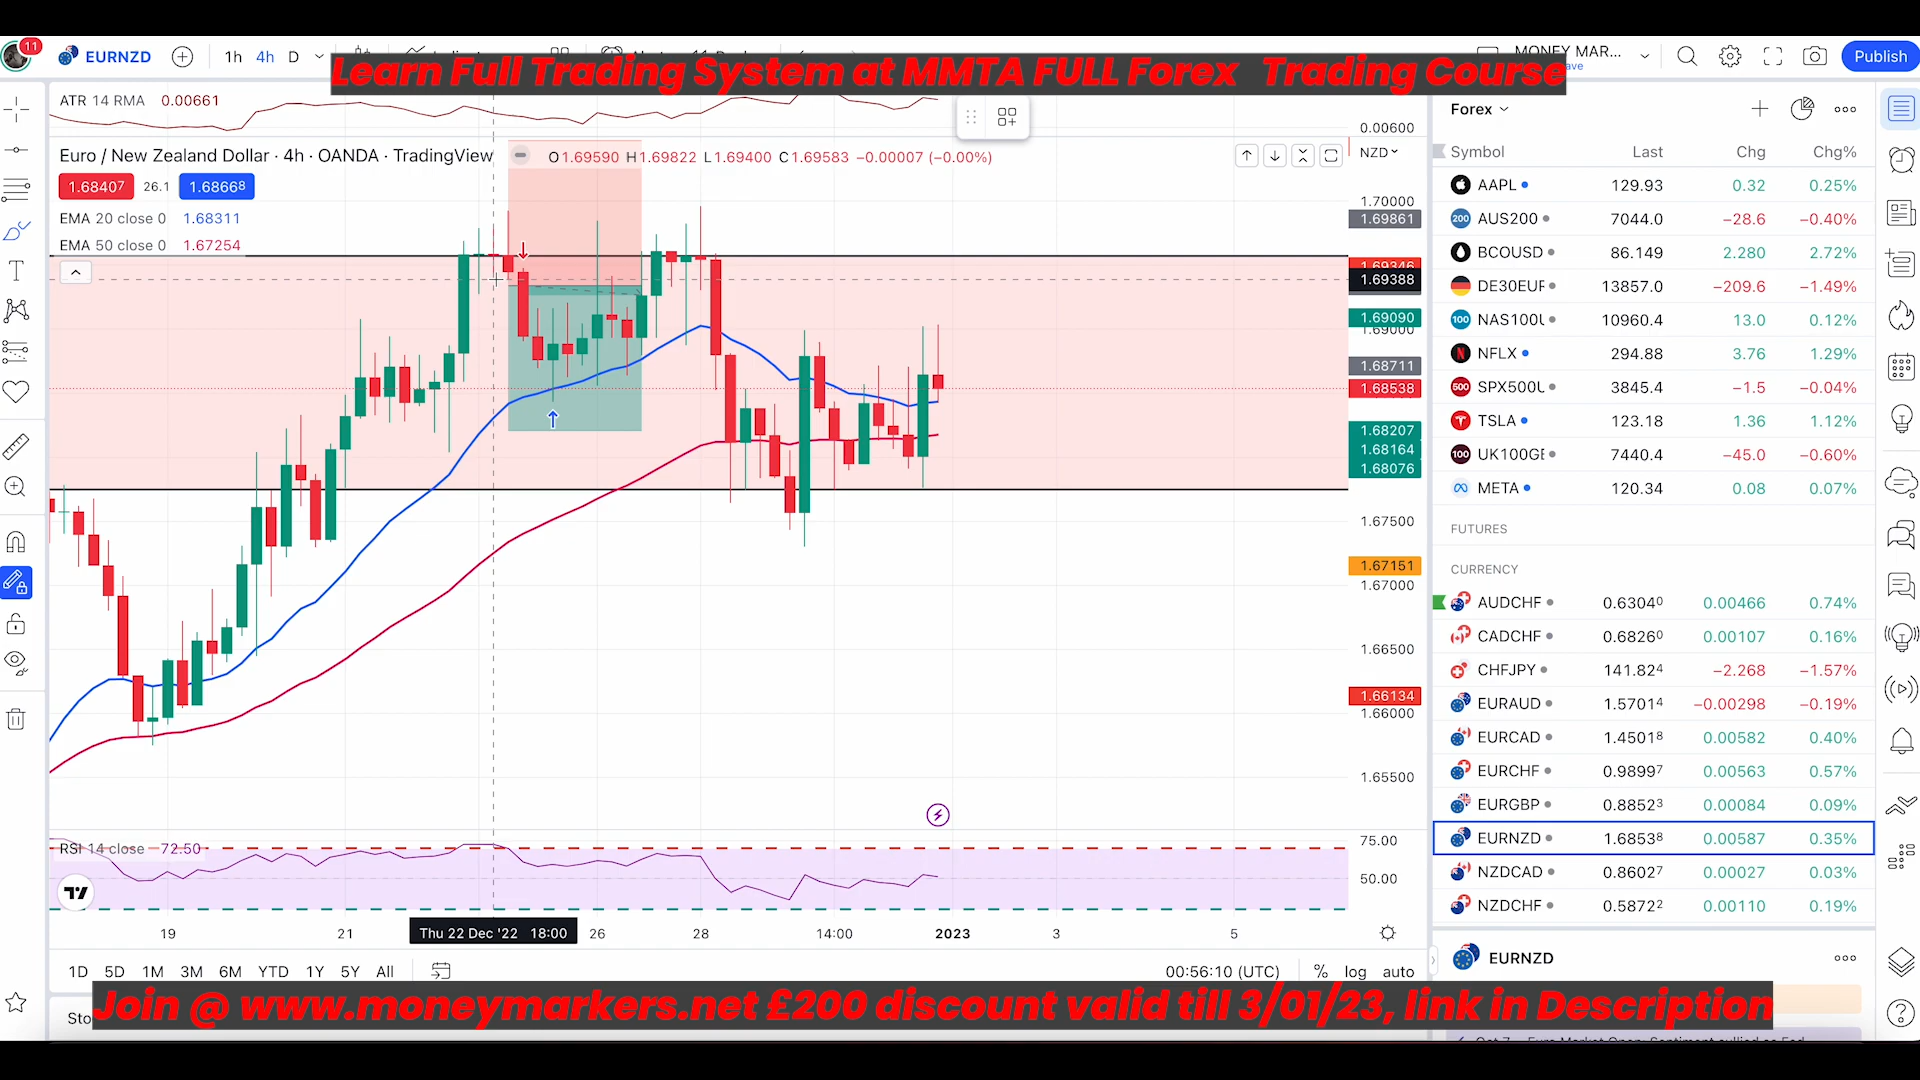 11
EURNZD
1h 4h D
MONEY MAR...
Publish
Learn Full Trading System at MMTA FULL Forex Trading Course
ATR 14 RMA 0.00661
Euro / New Zealand Dollar · 4h · OANDA · TradingView
O1.69590 H1.69822 L1.69400 C1.69583 −0.00007 (−0.00%)
1.68407 26.1 1.68668
EMA 20 close 0 1.68311
EMA 50 close 0 1.67254
0.00600
NZD
1.70000
1.69861
1.69346
1.69388
1.69090
1.69000
1.68711
1.68538
1.68207
1.68164
1.68076
1.67500
1.67151
1.67000
1.66500
1.66134
1.66000
1.65500
RSI 14 close 72.50
75.00
50.00
19 21 Thu 22 Dec '22 18:00 26 28 14:00 2023 3 5
1D 5D 1M 3M 6M YTD 1Y 5Y All
00:56:10 (UTC) % log auto
Forex
Symbol Last Chg Chg%
AAPL 129.93 0.32 0.25%
200 AUS200 7044.0 −28.6 −0.40%
BCOUSD 86.149 2.280 2.72%
DE30EUR 13857.0 −209.6 −1.49%
100 NAS100U 10960.4 13.0 0.12%
N NFLX 294.88 3.76 1.29%
500 SPX500U 3845.4 −1.5 −0.04%
TSLA 123.18 1.36 1.12%
100 UK100GE 7440.4 −45.0 −0.60%
META 120.34 0.08 0.07%
FUTURES
CURRENCY
AUDCHF 0.63040 0.00466 0.74%
CADCHF 0.68260 0.00107 0.16%
CHFJPY 141.824 −2.268 −1.57%
EURAUD 1.57014 −0.00298 −0.19%
EURCAD 1.45018 0.00582 0.40%
EURCHF 0.98997 0.00563 0.57%
EURGBP 0.88523 0.00084 0.09%
EURNZD 1.68538 0.00587 0.35%
NZDCAD 0.86027 0.00027 0.03%
NZDCHF 0.58722 0.00110 0.19%
EURNZD
Sto
Join @ www.moneymarkers.net £200 discount valid till 3/01/23, link in Description